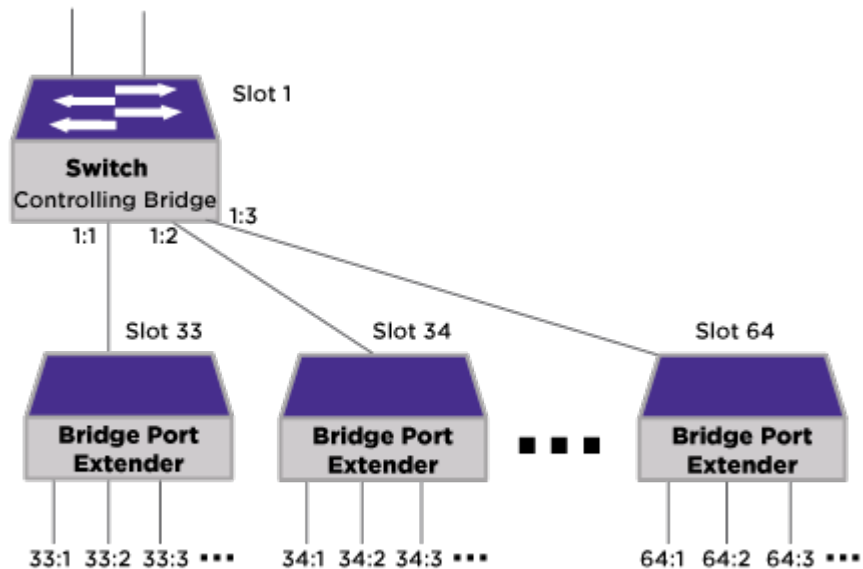 Slot 1
Switch
Controlling Bridge
1:1
1:2
1:3
Slot 33
Slot 34
Slot 64
Bridge Port
Extender
Bridge Port
Extender
Bridge Port
Extender
33:1 33:2 33:3 ...
34:1 34:2 34:3 ...
64:1 64:2 64:3 ...